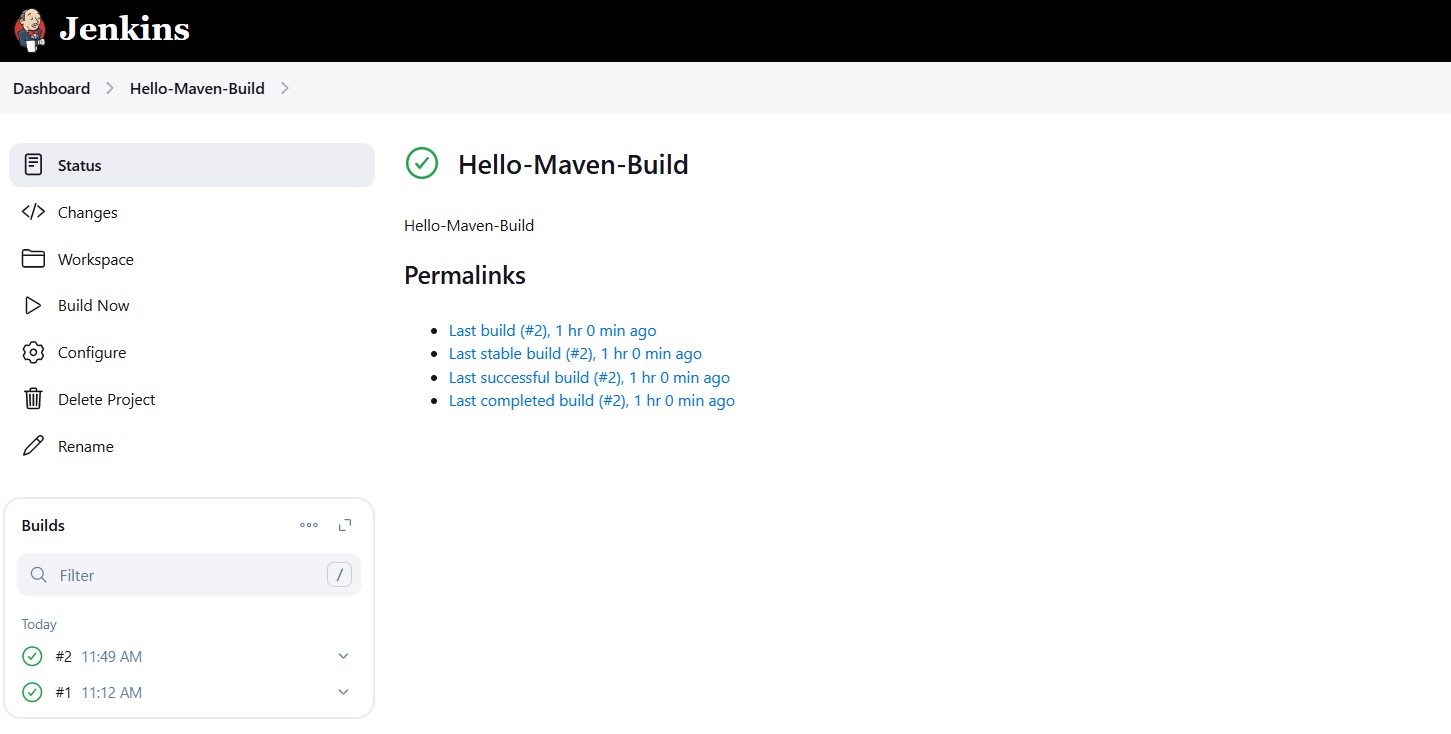 Jenkins
Dashboard
Hello-Maven-Build
Status
Changes
Workspace
Build Now
Configure
Delete Project
Rename
Builds
Filter
/
Today
#2 11:49 AM
#1 11:12 AM
Hello-Maven-Build
Hello-Maven-Build
Permalinks
Last build (#2), 1 hr 0 min ago
Last stable build (#2), 1 hr 0 min ago
Last successful build (#2), 1 hr 0 min ago
Last completed build (#2), 1 hr 0 min ago